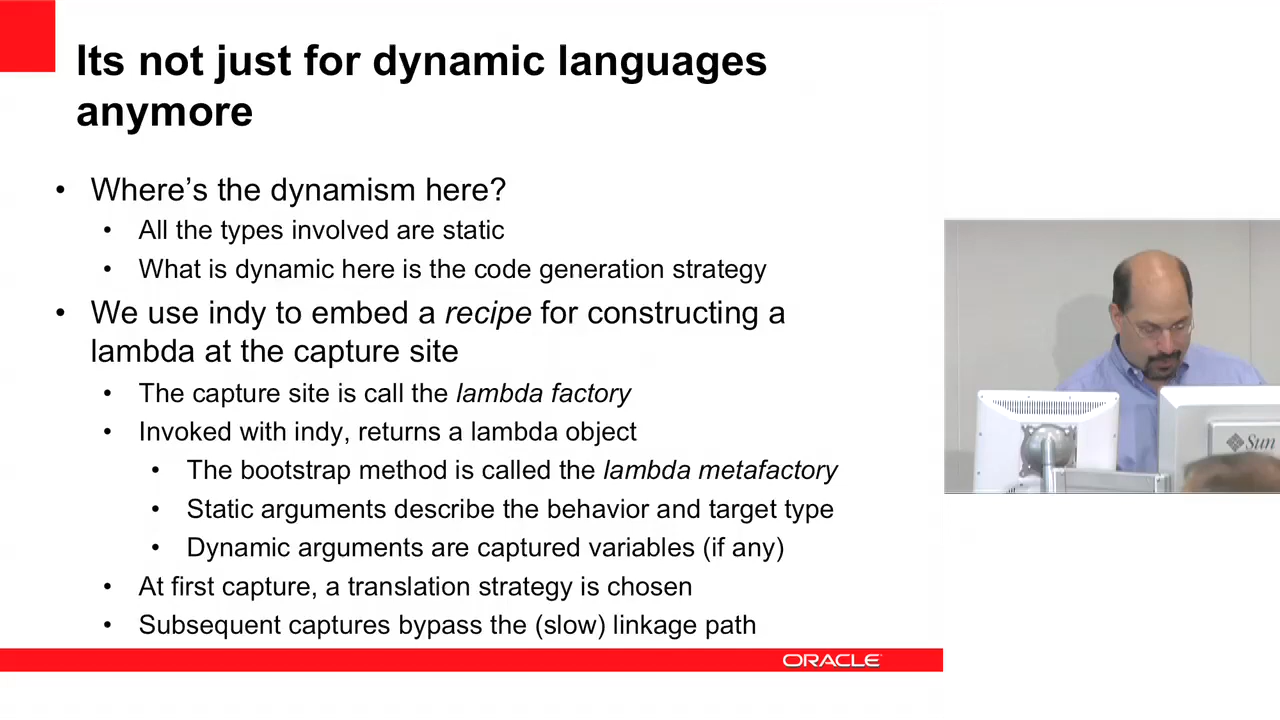 Its not just for dynamic languages
anymore
• Where's the dynamism here?
• All the types involved are static
• What is dynamic here is the code generation strategy
• We use indy to embed a recipe for constructing a
lambda at the capture site
• The capture site is call the lambda factory
• Invoked with indy, returns a lambda object
• The bootstrap method is called the lambda metafactory
• Static arguments describe the behavior and target type
• Dynamic arguments are captured variables (if any)
• At first capture, a translation strategy is chosen
• Subsequent captures bypass the (slow) linkage path
ORACLE
Sun